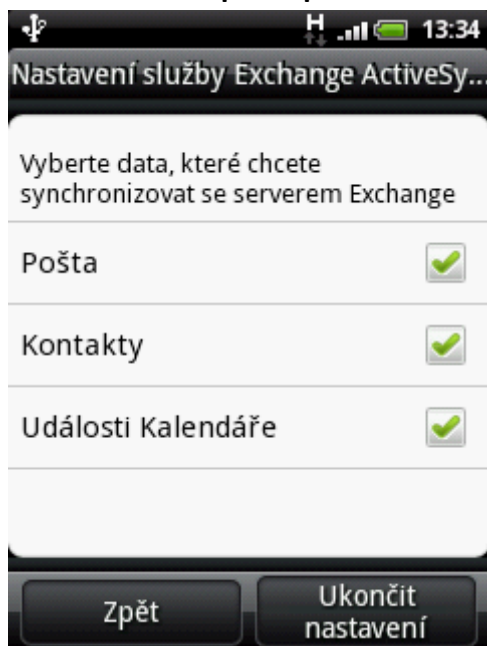 H 13:34
Nastavení služby Exchange ActiveSy...
Vyberte data, které chcete
synchronizovat se serverem Exchange
Pošta
Kontakty
Události Kalendáře
Zpět
Ukončit
nastavení